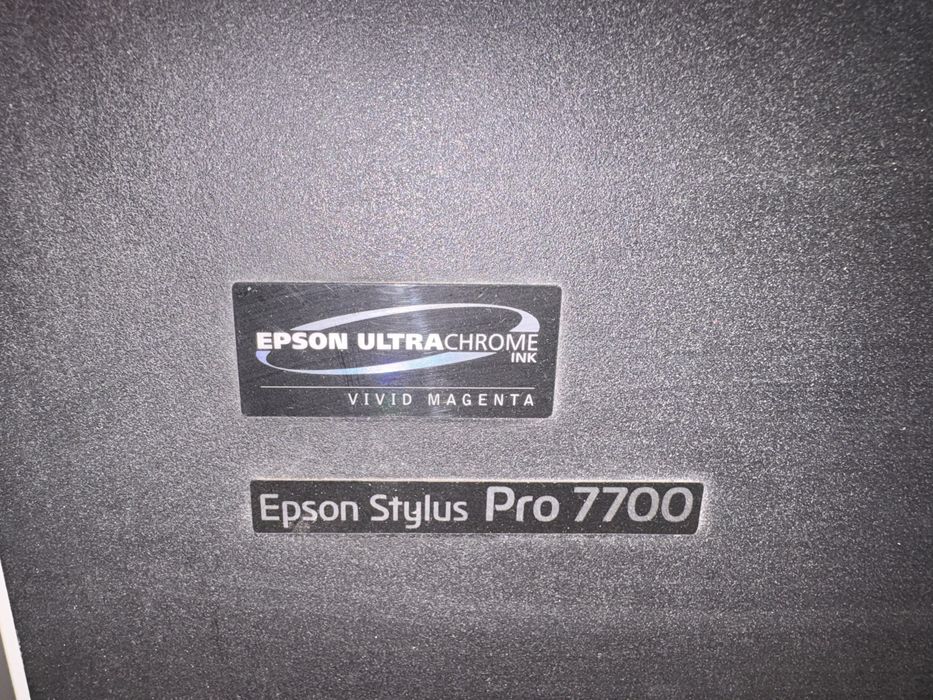 EPSON ULTRACHROME
INK
VIVID MAGENTA
Epson Stylus Pro 7700